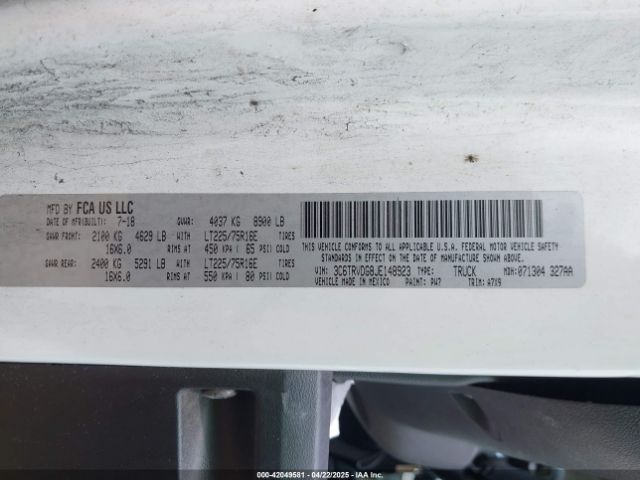 MFD BY FCA US LLC
DATE OF MFR(BUILT): 7-18 GVWR: 4037 KG 8900 LB
GAWR FRONT: 2100 KG 4629 LB WITH LT225/75R16E TIRES
16X6.0 RIMS AT 450 KPA ( 65 PSI) COLD
GAWR REAR: 2400 KG 5291 LB WITH LT225/75R16E TIRES
16X6.0 RIMS AT 550 KPA ( 80 PSI) COLD
THIS VEHICLE CONFORMS TO ALL APPLICABLE U.S.A. FEDERAL MOTOR VEHICLE SAFETY
STANDARDS IN EFFECT ON THE DATE OF MANUFACTURE SHOWN ABOVE.
VIN: 3C6TRVDG8JE148923 TYPE: TRUCK MDH: 071304 327AA
VEHICLE MADE IN MEXICO PAINT: PW7 TRIM: A7X9
000-42049581 - 04/22/2025 - WWW.IAAI.COM